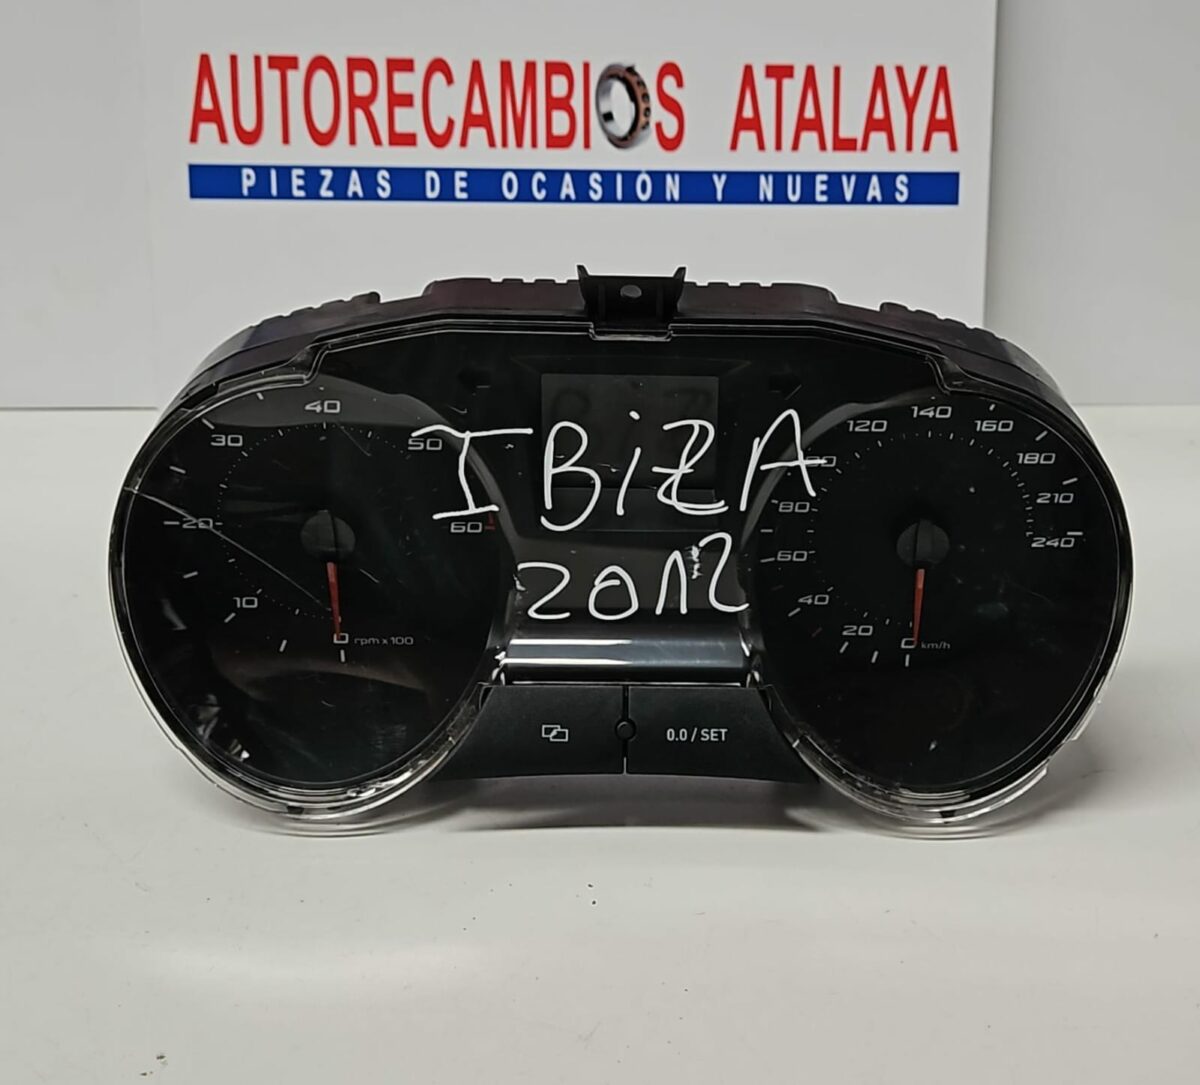 AUTORECAMBIOS ATALAYA
PIEZAS DE OCASIÓN Y NUEVAS
IBiZA
2012
0 10 20 30 40 50 60
rpm x 100
0 20 40 60 80 120 140 160 180 210 240
km/h
0.0 / SET